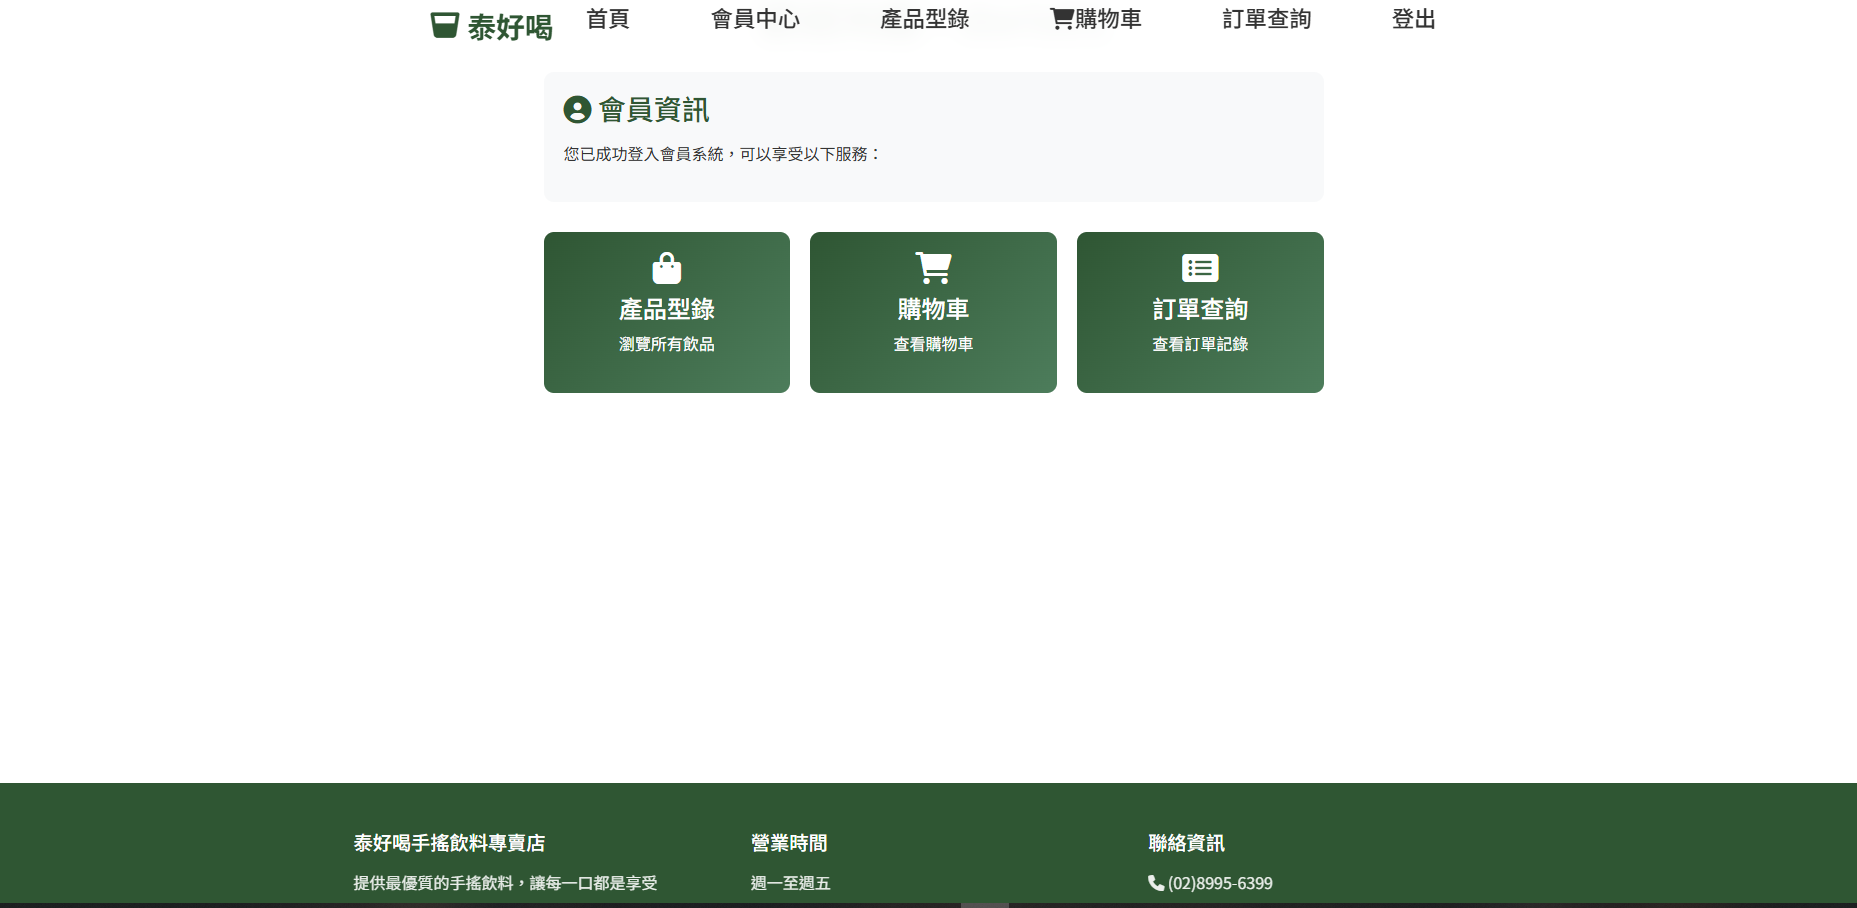 泰好喝 首頁 會員中心 產品型錄 購物車 訂單查詢 登出
會員資訊
您已成功登入會員系統，可以享受以下服務：
產品型錄
瀏覽所有飲品
購物車
查看購物車
訂單查詢
查看訂單記錄
泰好喝手搖飲料專賣店
提供最優質的手搖飲料，讓每一口都是享受
營業時間
週一至週五
聯絡資訊
(02)8995-6399